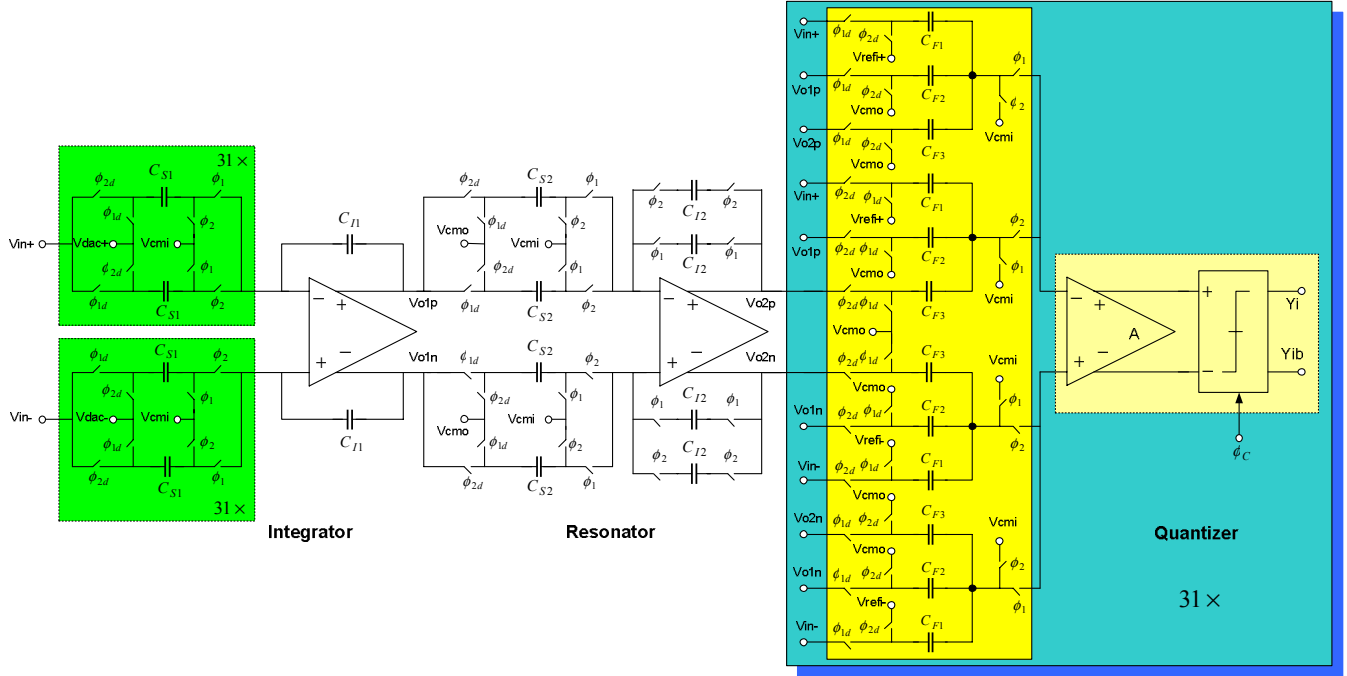 Vin+
ϕ1d
ϕ2d
CF1
Vrefi+
ϕ1
Vo1p
ϕ1d
ϕ2d
CF2
Vcmo
ϕ2
Vcmi
Vo2p
ϕ1d
ϕ2d
CF3
Vcmo
Vin+
ϕ2d
ϕ1d
CF1
Vrefi+
ϕ2
Vo1p
ϕ2d
ϕ1d
CF2
Vcmo
ϕ1
Vcmi
ϕ2d
CF3
Vcmo
ϕ1d
ϕ2d
CF3
Vcmi
Vcmo
Vo1n
ϕ2d
ϕ1d
CF2
ϕ1
ϕ2
Vrefi-
Vin-
ϕ2d
ϕ1d
CF1
Vcmo
Vo2n
ϕ1d
ϕ2d
CF3
Vcmi
Vcmo
Vo1n
ϕ1d
ϕ2d
CF2
ϕ2
ϕ1
Vrefi-
Vin-
ϕ1d
ϕ2d
CF1
31×
ϕ2d
CS1
ϕ1
ϕ1d
ϕ2
Vin+
Vdac+
Vcmi
ϕ2d
ϕ1
ϕ1d
CS1
ϕ2
ϕ1d
CS1
ϕ2
ϕ2d
ϕ1
Vin-
Vdac-
Vcmi
ϕ1d
ϕ2
ϕ2d
CS1
ϕ1
31×
CI1
−
+
+
−
Vo1p
Vo1n
CI1
Integrator
ϕ2d
CS2
ϕ1
ϕ1d
ϕ2
Vcmo
Vcmi
ϕ2d
ϕ1
ϕ1d
CS2
ϕ2
ϕ1d
CS2
ϕ2
ϕ2d
ϕ1
Vcmo
Vcmi
ϕ1d
ϕ2
ϕ2d
CS2
ϕ1
ϕ2
CI2
ϕ2
ϕ1
CI2
ϕ1
−
+
+
−
Vo2p
Vo2n
ϕ1
CI2
ϕ1
ϕ2
CI2
ϕ2
Resonator
−
+
+
−
A
+
−
Yi
Yib
ϕC
Quantizer
31×